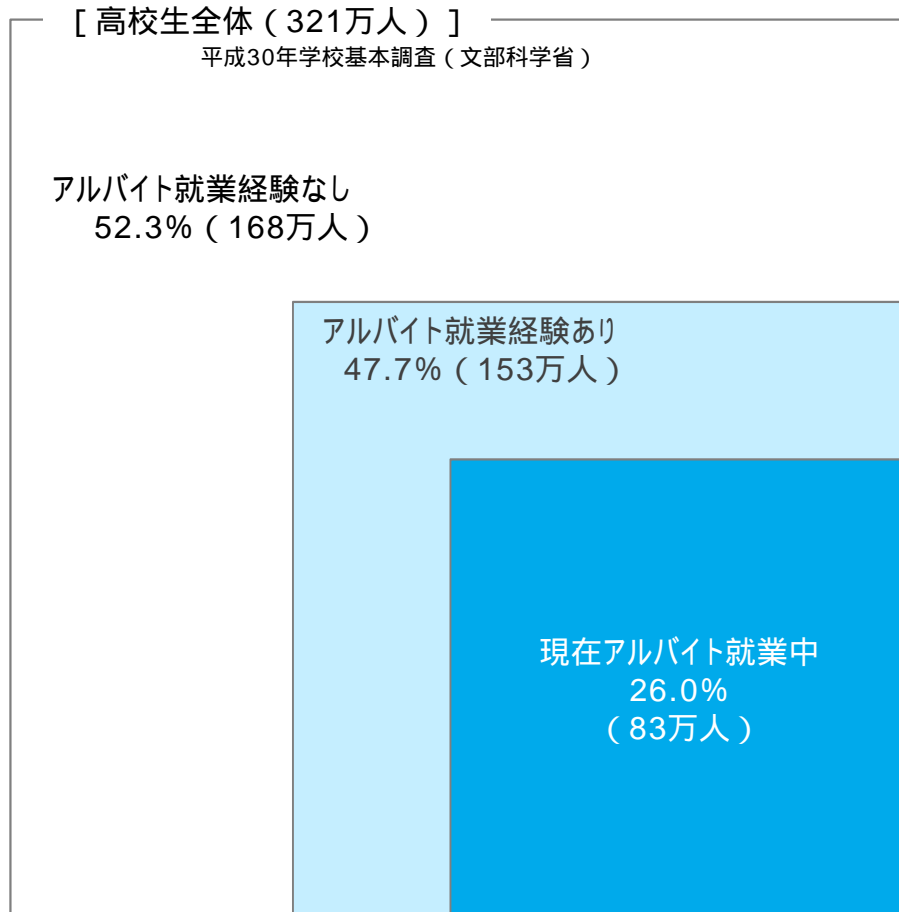 [ 高校生全体（321万人）]
平成30年学校基本調査（文部科学省）
アルバイト就業経験なし
52.3%（168万人）
アルバイト就業経験あり
47.7%（153万人）
現在アルバイト就業中
26.0%
（83万人）